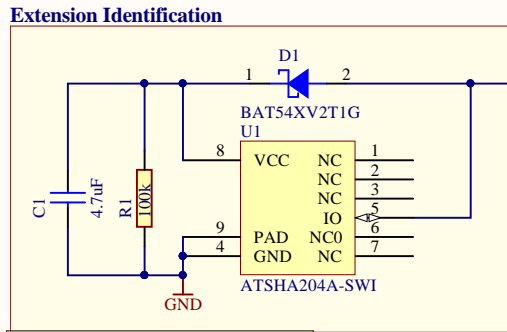 Extension Identification
D1
1
2
BAT54XV2T1G
U1
8
VCC
NC
1
NC
2
NC
3
IO
5
9
PAD
NC0
6
4
GND
NC
7
ATSHA204A-SWI
C1
4.7uF
R1
100k
GND